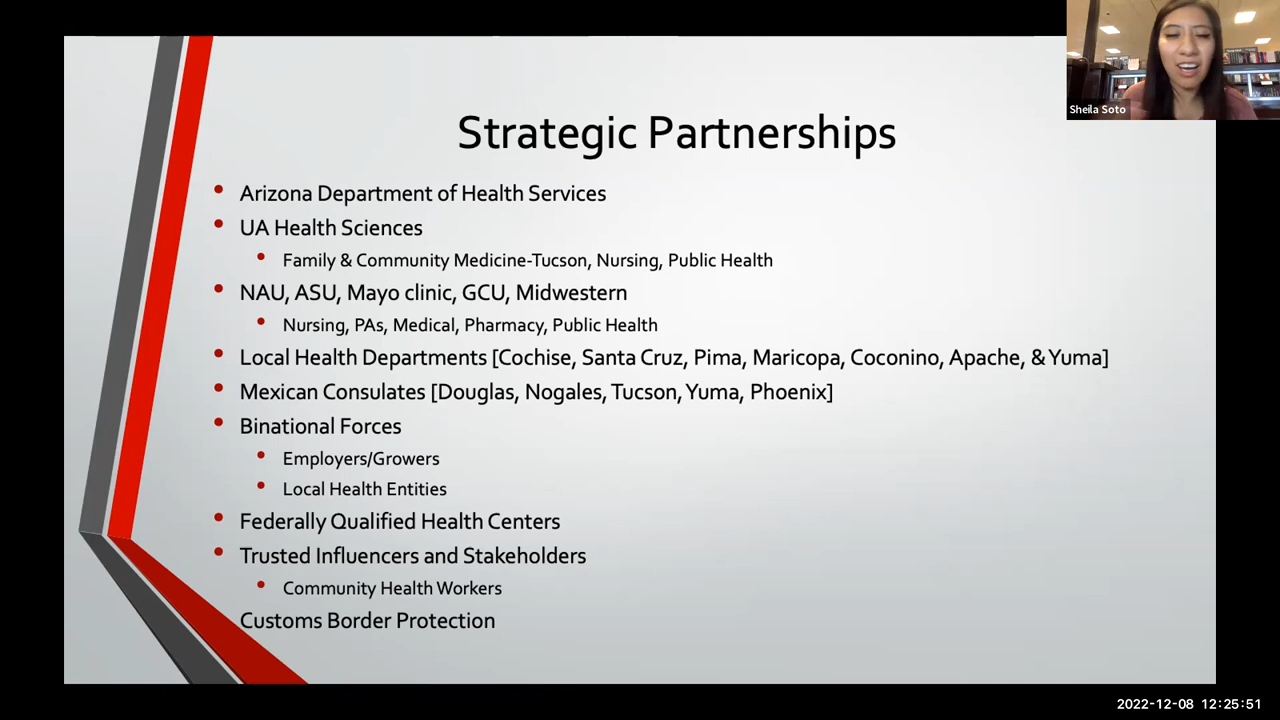 Sheila Soto
Strategic Partnerships
Arizona Department of Health Services
UA Health Sciences
Family & Community Medicine-Tucson, Nursing, Public Health
NAU, ASU, Mayo clinic, GCU, Midwestern
Nursing, PAs, Medical, Pharmacy, Public Health
Local Health Departments [Cochise, Santa Cruz, Pima, Maricopa, Coconino, Apache, & Yuma]
Mexican Consulates [Douglas, Nogales, Tucson, Yuma, Phoenix]
Binational Forces
Employers/Growers
Local Health Entities
Federally Qualified Health Centers
Trusted Influencers and Stakeholders
Community Health Workers
Customs Border Protection
2022-12-08 12:25:51